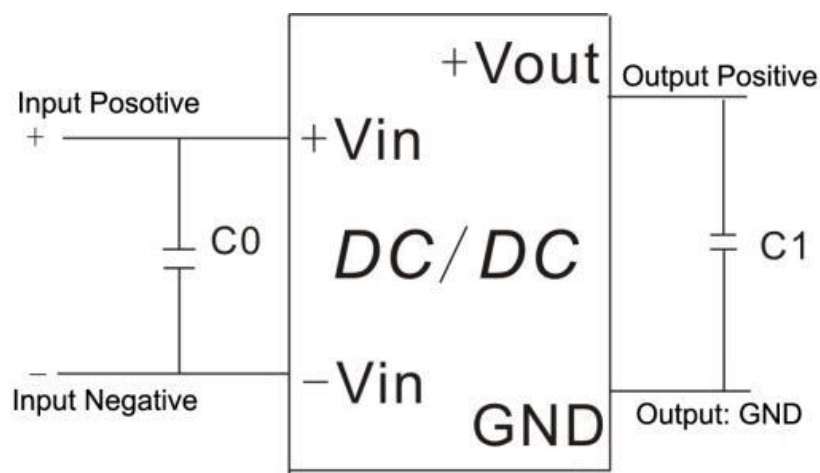 +Vout
Output Positive
Input Posotive
+
+Vin
C0
DC/DC
C1
−
−Vin
Input Negative
GND
Output: GND